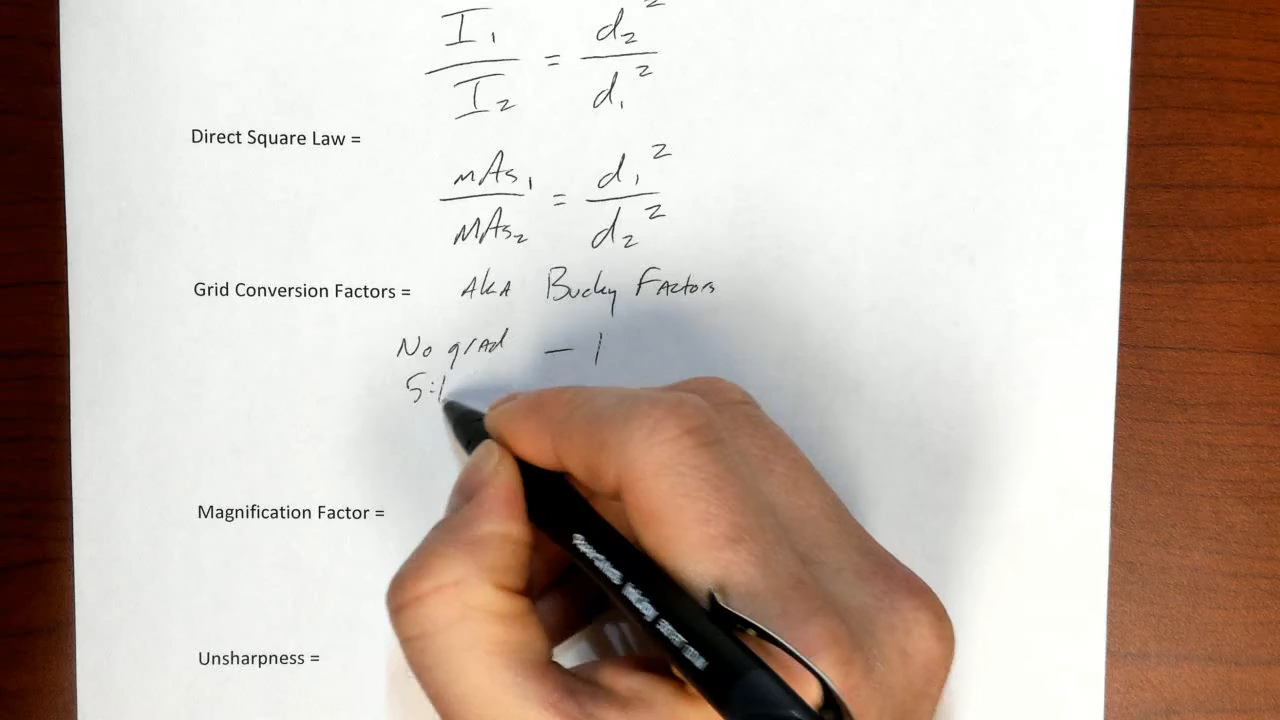 I₁ / I₂ = d₂² / d₁²
Direct Square Law =
mAs₁ / mAs₂ = d₁² / d₂²
Grid Conversion Factors = AKA Bucky Factors
No grad — 1
5:1
Magnification Factor =
Unsharpness =